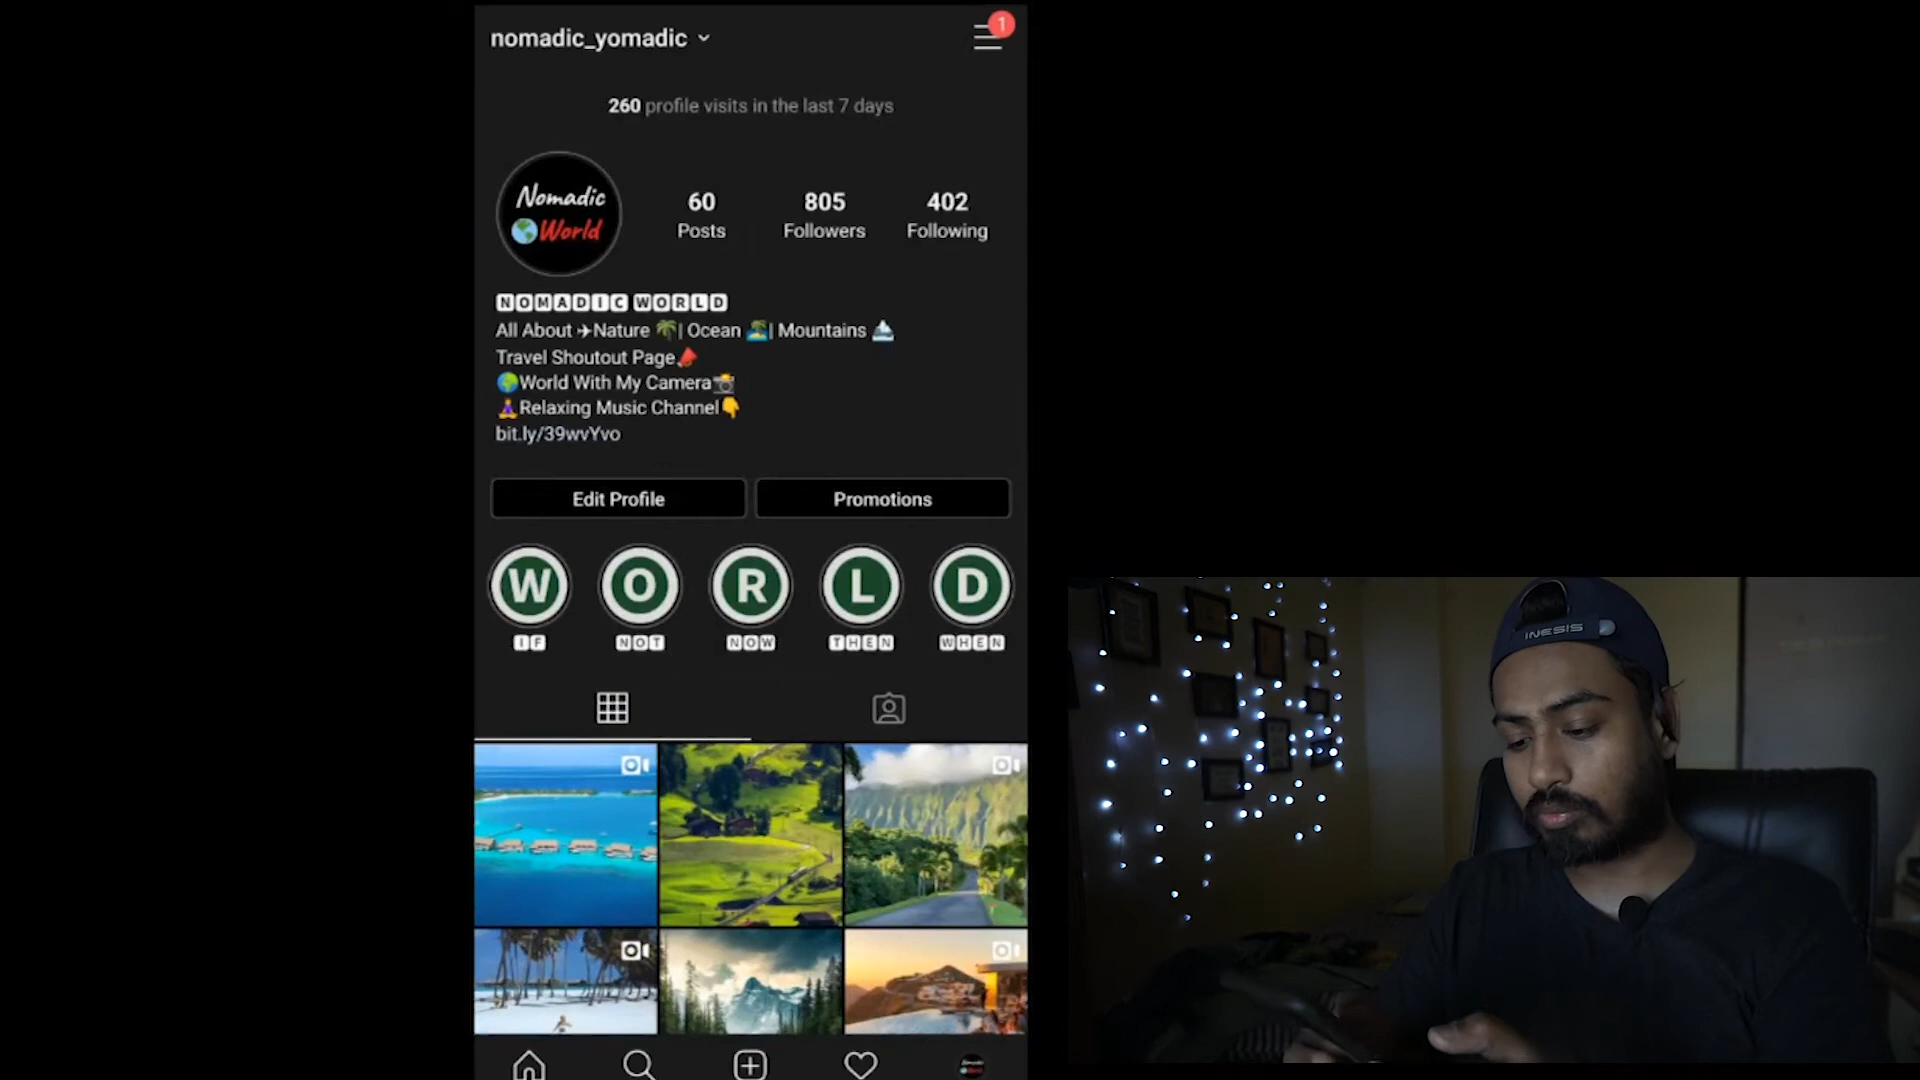 nomadic_yomadic
1
260 profile visits in the last 7 days
Nomadic
World
60
Posts
805
Followers
402
Following
NOMADIC WORLD
All About ✈Nature 🌴| Ocean 🏝| Mountains 🏔
Travel Shoutout Page📣
🌍World With My Camera📸
🧘Relaxing Music Channel👇
bit.ly/39wvYvo
Edit Profile
Promotions
W
O
R
L
D
IF
NOT
NOW
THEN
WHEN
INESIS